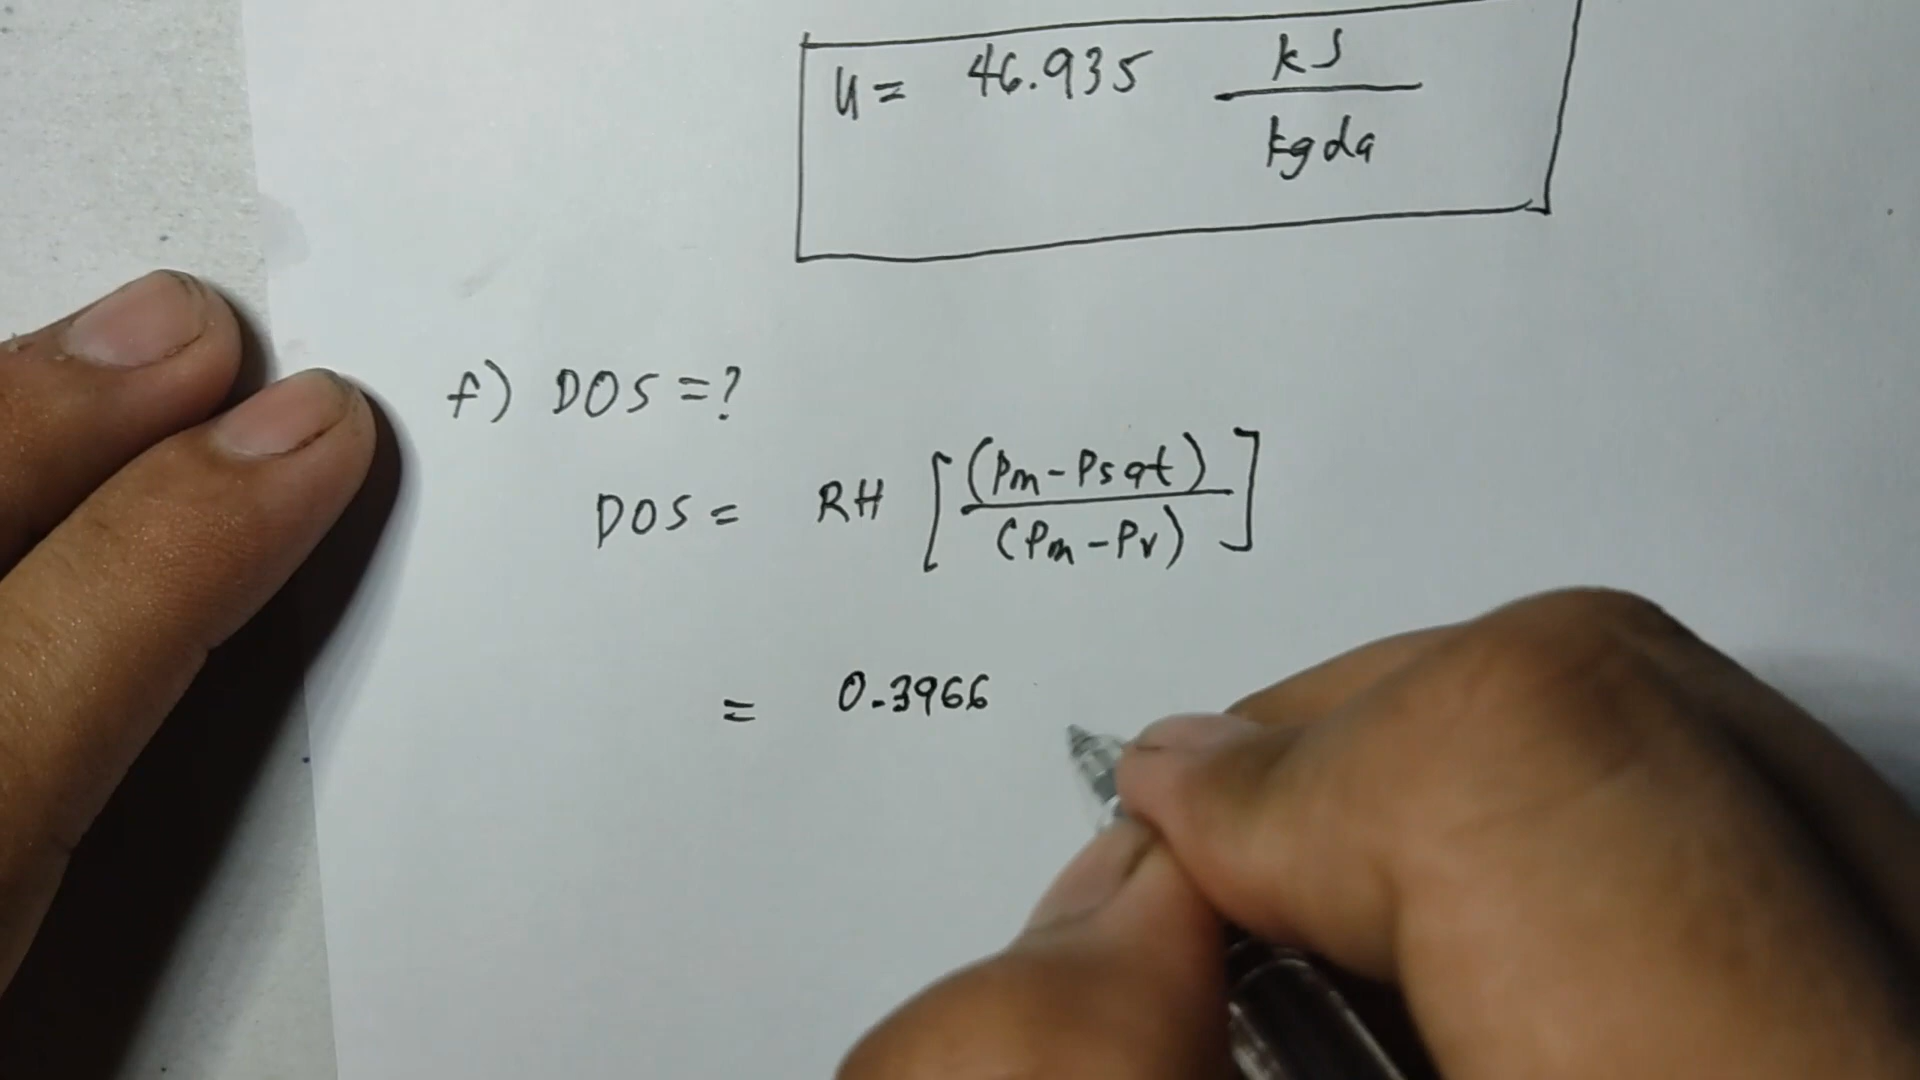 u = 46.935 kJ
kgda
f) DOS =?
DOS = RH [(Pm-Psat)
(Pm-Pv)]
= 0.3966